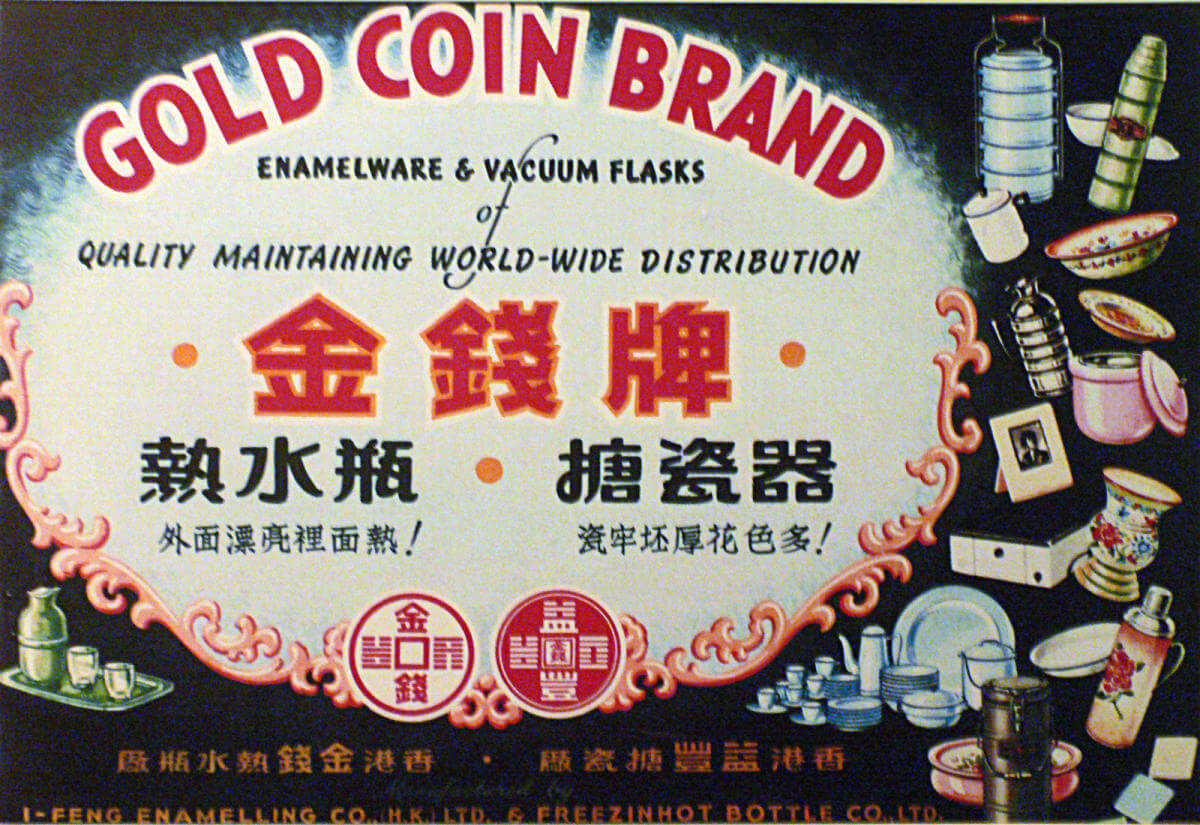 GOLD COIN BRAND
ENAMELWARE & VACUUM FLASKS
of
QUALITY MAINTAINING WORLD-WIDE DISTRIBUTION
·金錢牌·
熱水瓶·搪瓷器
外面漂亮裡面熱! 瓷牢坯厚花色多!
金錢
益豐
香港益豐搪瓷廠·香港金錢熱水瓶廠
Manufactured by
I-FENG ENAMELLING CO.,(H.K.) LTD. & FREEZINHOT BOTTLE CO., LTD.